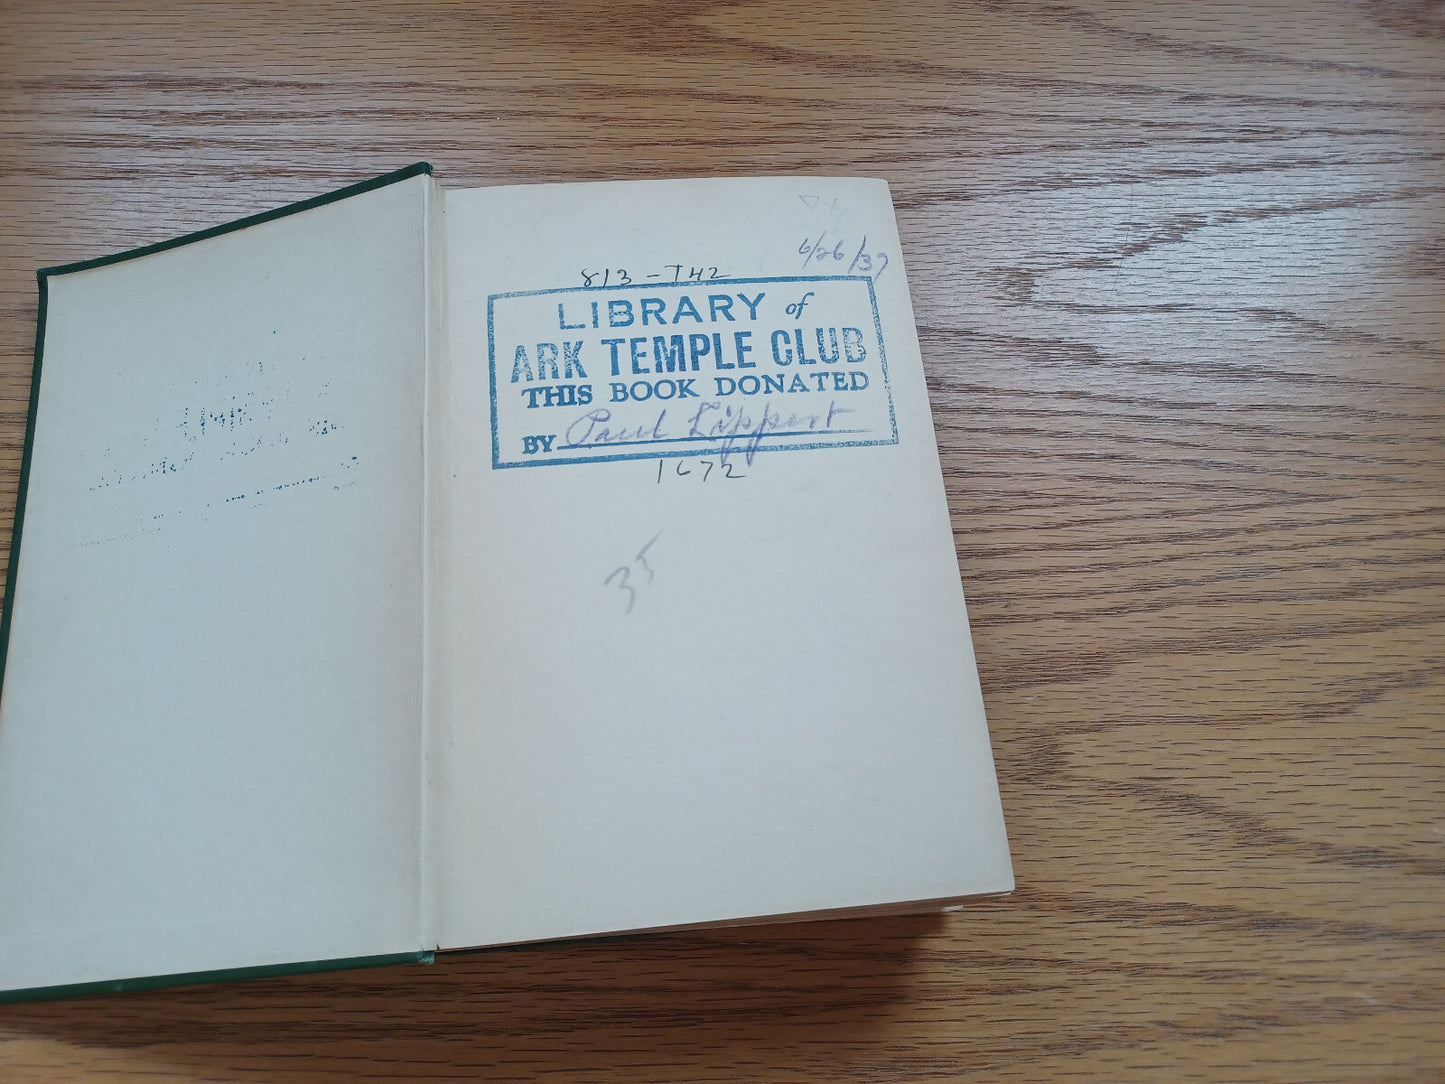 6/26/37
813-T42
LIBRARY of
ARK TEMPLE CLUB
THIS BOOK DONATED
BY Paul Lippert
1672
35